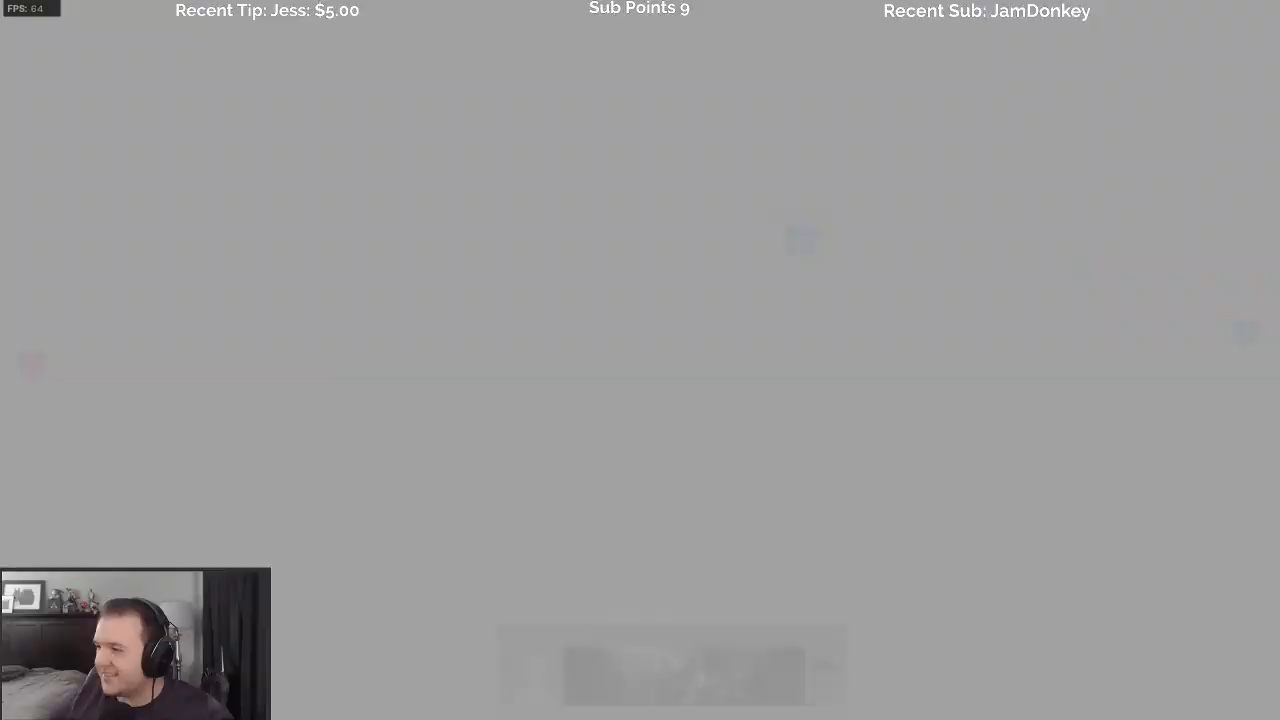 FPS: 64
Recent Tip: Jess: $5.00
Sub Points 9
Recent Sub: JamDonkey